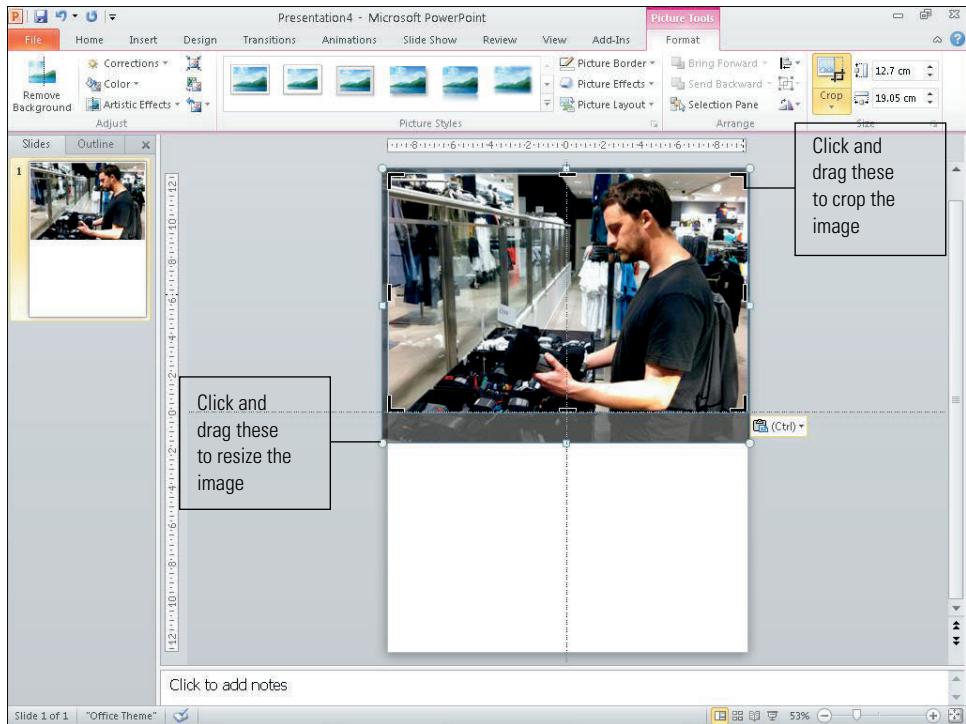 Presentation4 - Microsoft PowerPoint
Picture Tools
File Home Insert Design Transitions Animations Slide Show Review View Add-Ins Format
Remove Background
Corrections
Color
Artistic Effects
Adjust
Picture Styles
Picture Border
Picture Effects
Picture Layout
Bring Forward
Send Backward
Selection Pane
Arrange
Crop
12.7 cm
19.05 cm
Size
Slides Outline
1
Click and
drag these
to crop the
image
Click and
drag these
to resize the
image
(Ctrl)
Click to add notes
Slide 1 of 1 "Office Theme" 53%